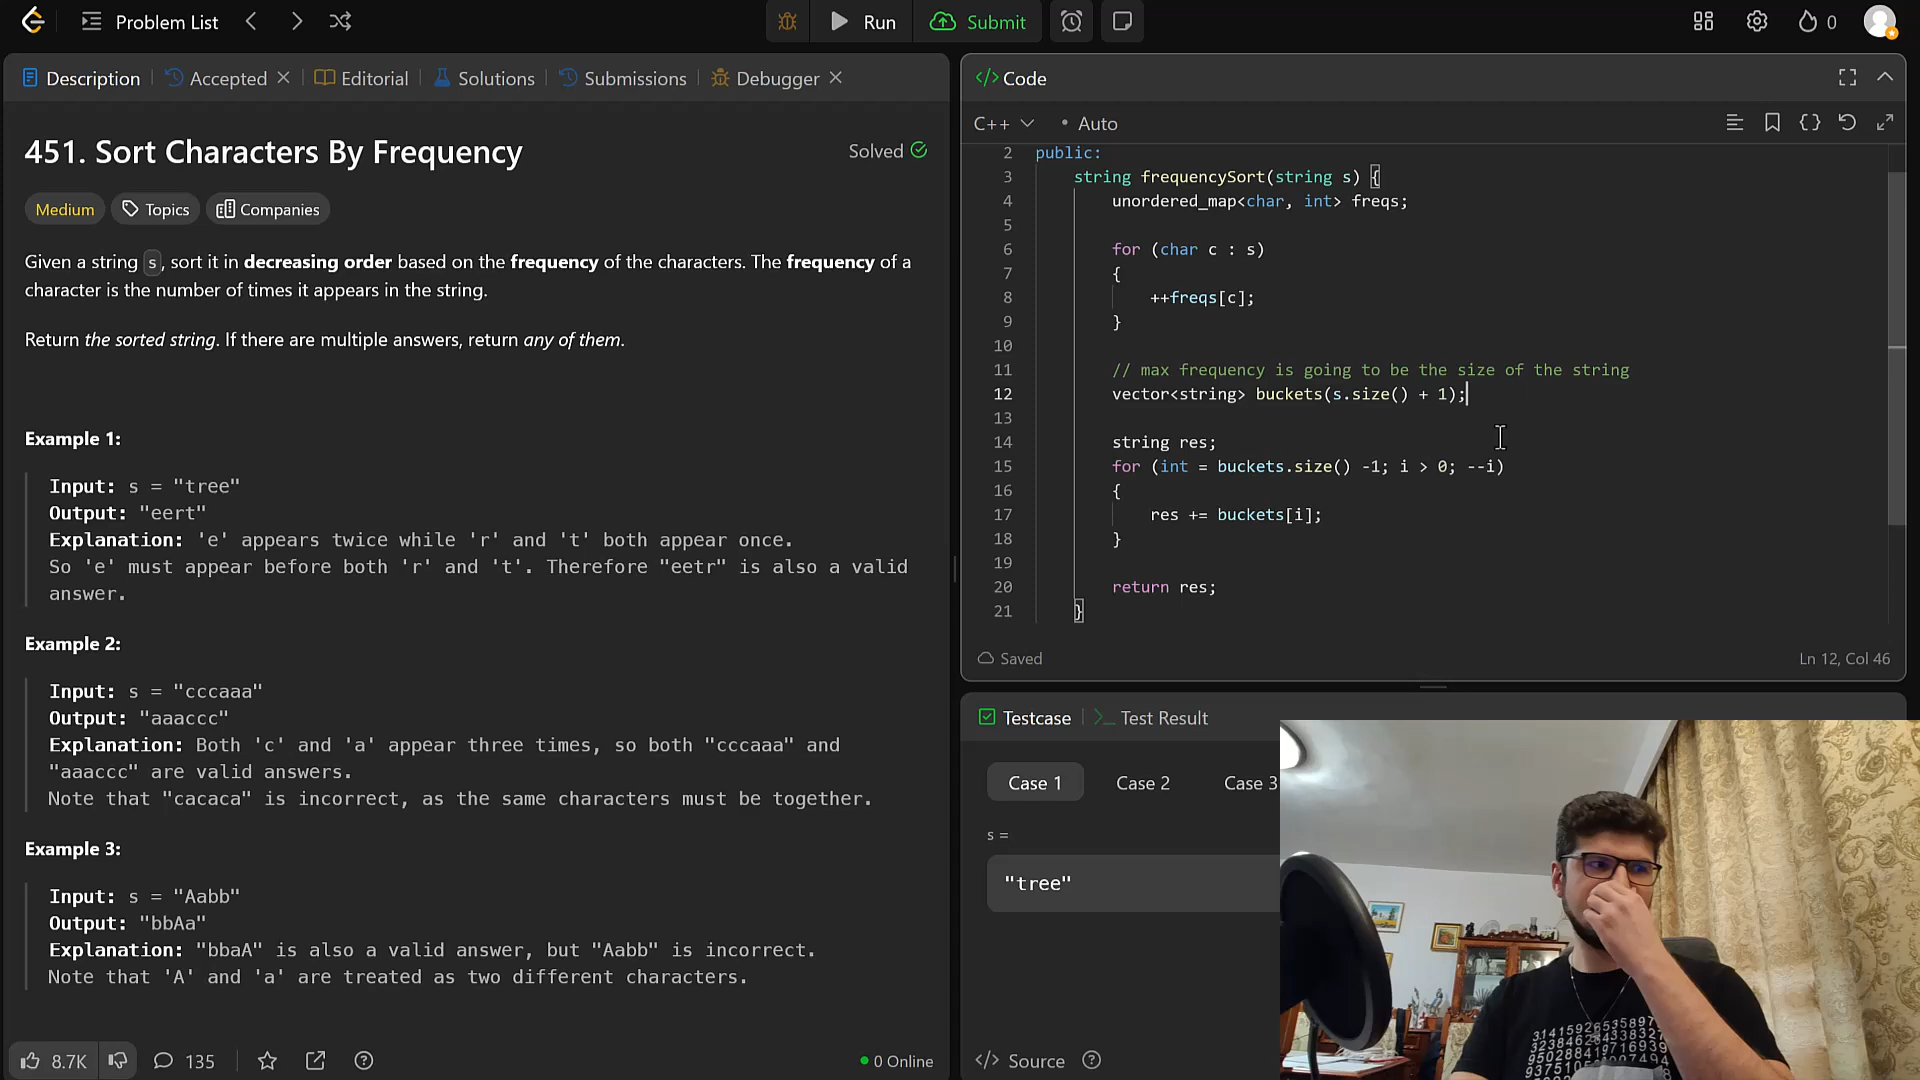 Problem List
Run
Submit
0
Description
Accepted
Editorial
Solutions
Submissions
Debugger
451. Sort Characters By Frequency
Solved
Medium
Topics
Companies
Given a string s, sort it in decreasing order based on the frequency of the characters. The frequency of a
character is the number of times it appears in the string.
Return the sorted string. If there are multiple answers, return any of them.
Example 1:
Input: s = "tree"
Output: "eert"
Explanation: 'e' appears twice while 'r' and 't' both appear once.
So 'e' must appear before both 'r' and 't'. Therefore "eetr" is also a valid
answer.
Example 2:
Input: s = "cccaaa"
Output: "aaaccc"
Explanation: Both 'c' and 'a' appear three times, so both "cccaaa" and
"aaaccc" are valid answers.
Note that "cacaca" is incorrect, as the same characters must be together.
Example 3:
Input: s = "Aabb"
Output: "bbAa"
Explanation: "bbaA" is also a valid answer, but "Aabb" is incorrect.
Note that 'A' and 'a' are treated as two different characters.
8.7K
135
0 Online
</> Code
C++
Auto
2 public:
3 string frequencySort(string s) {
4 unordered_map<char, int> freqs;
5
6 for (char c : s)
7 {
8 ++freqs[c];
9 }
10
11 // max frequency is going to be the size of the string
12 vector<string> buckets(s.size() + 1);
13
14 string res;
15 for (int = buckets.size() -1; i > 0; --i)
16 {
17 res += buckets[i];
18 }
19
20 return res;
21 }
Saved
Ln 12, Col 46
Testcase
Test Result
Case 1
Case 2
Case 3
s =
"tree"
</> Source